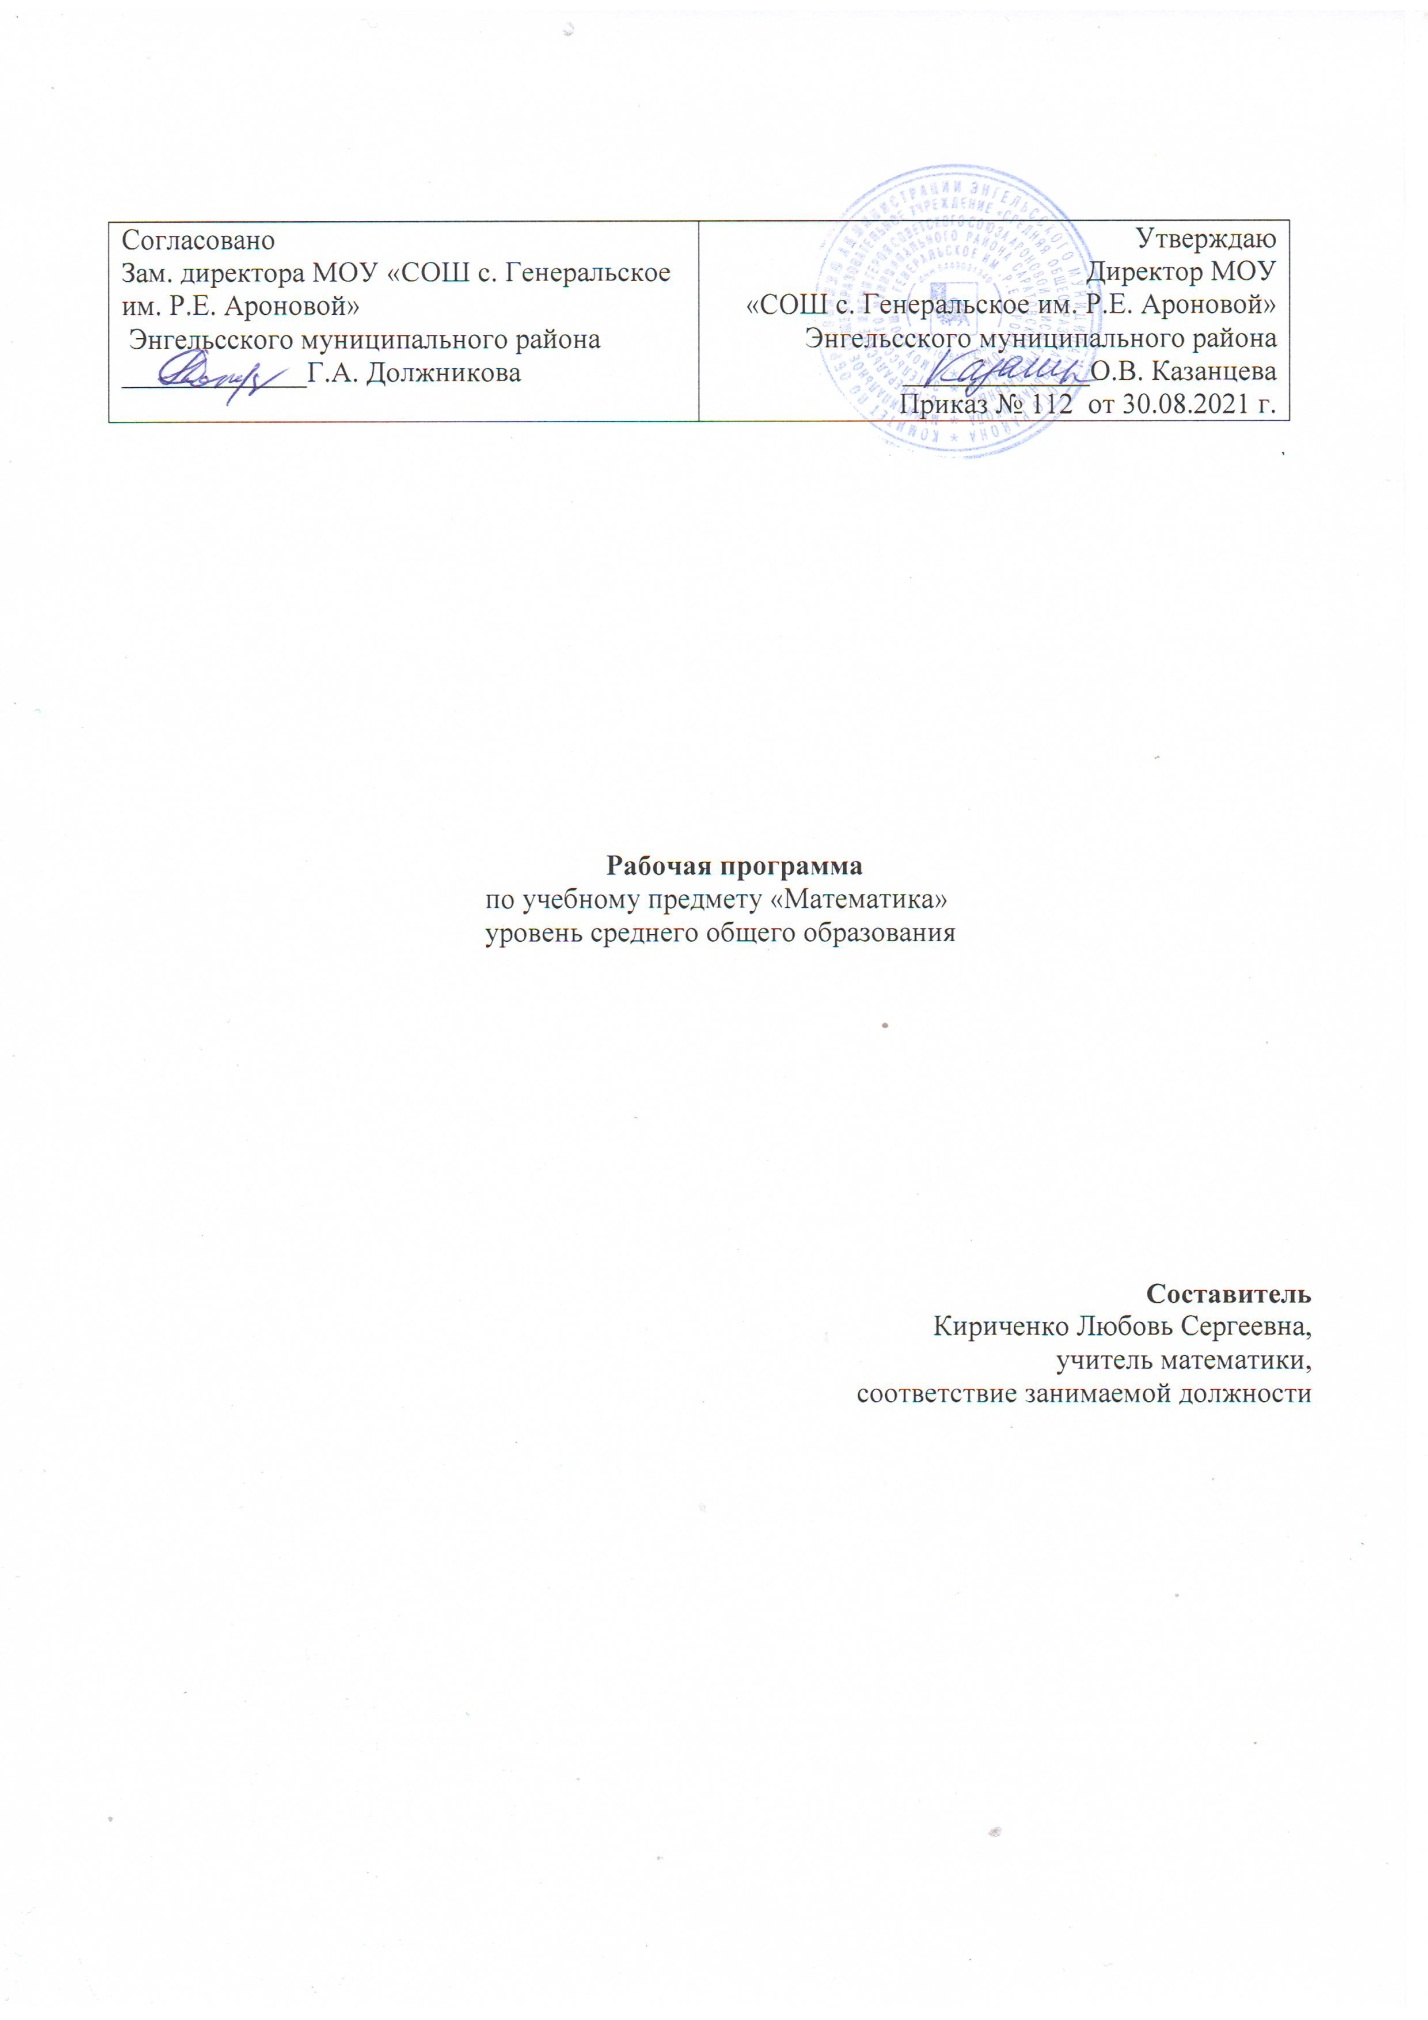 Согласовано
Зам. директора МОУ «СОШ с. Генеральское
им. Р.Е. Ароновой»
Энгельсского муниципального района
Г.А. Должникова
Утверждаю
Директор МОУ
«СОШ с. Генеральское им. Р.Е. Ароновой»
Энгельсского муниципального района
О.В. Казанцева
Приказ № 112 от 30.08.2021 г.
Рабочая программа
по учебному предмету «Математика»
уровень среднего общего образования
Составитель
Кириченко Любовь Сергеевна,
учитель математики,
соответствие занимаемой должности